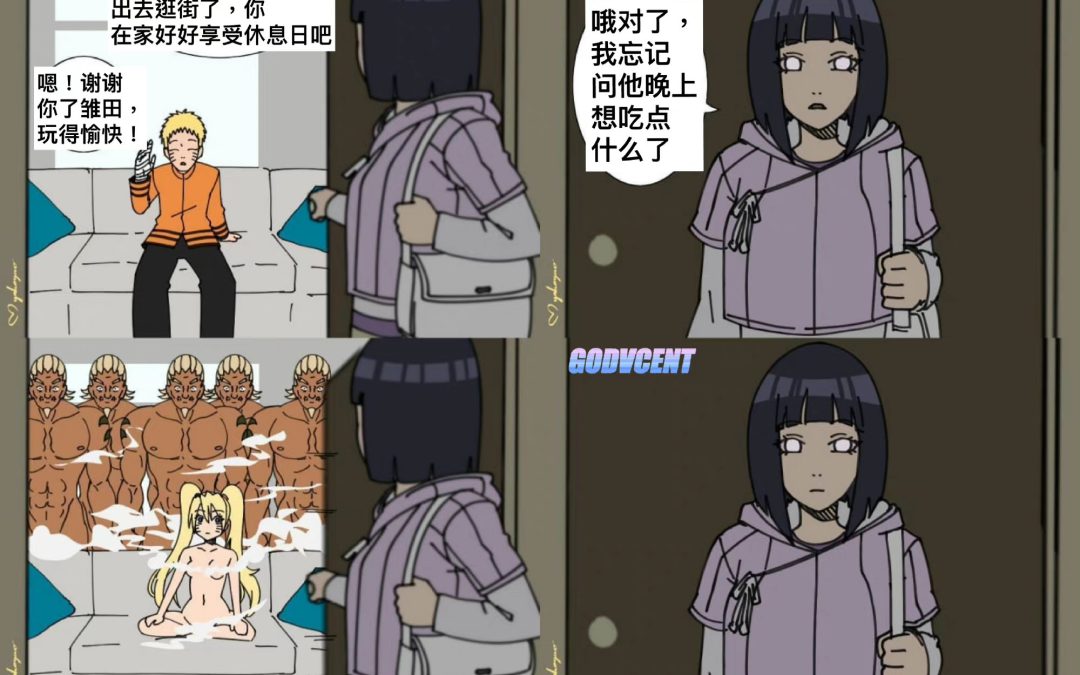 出去逛街了，你
在家好好享受休息日吧
嗯！谢谢
你了雏田，
玩得愉快！
哦对了，
我忘记
问他晚上
想吃点
什么了
GODVCENT